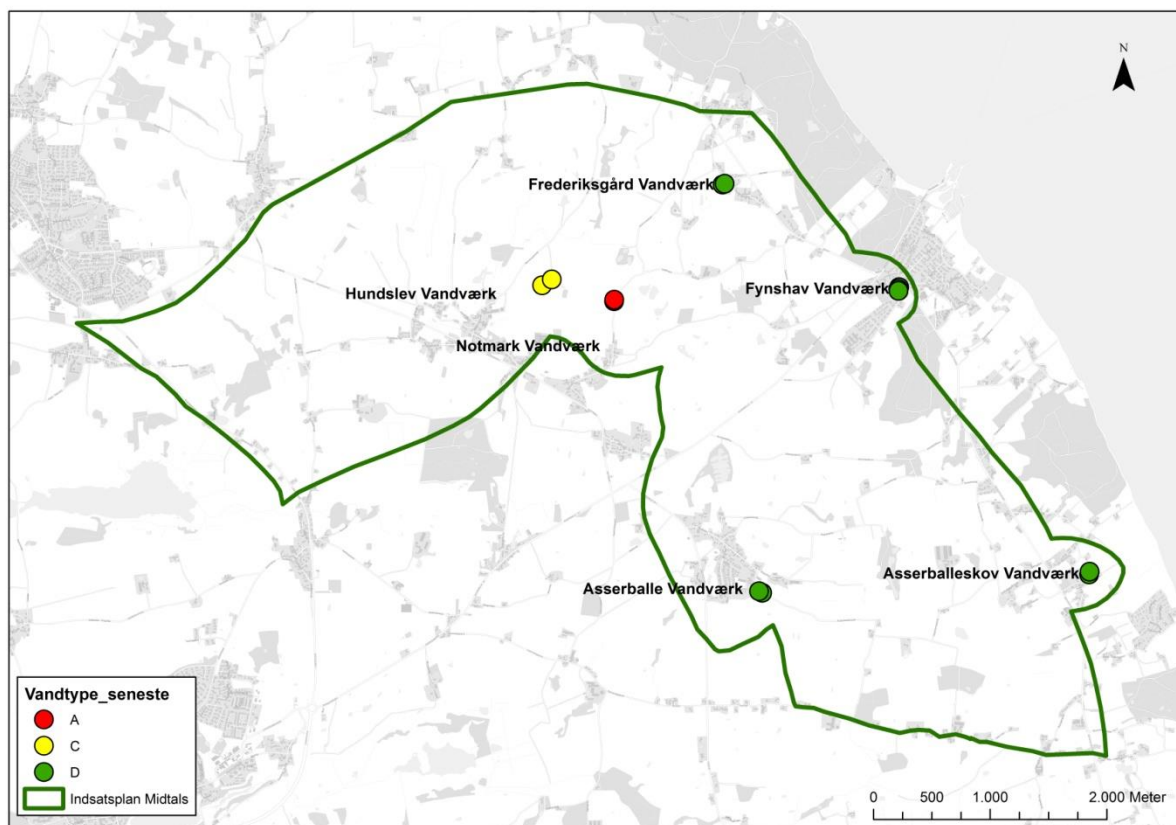 N
Frederiksgård Vandværk
Hundslev Vandværk
Fynshav Vandværk
Notmark Vandværk
Asserballe Vandværk
Asserballeskov Vandværk
Vandtype_seneste
A
C
D
Indsatsplan Midtals
0 500 1.000 2.000 Meter